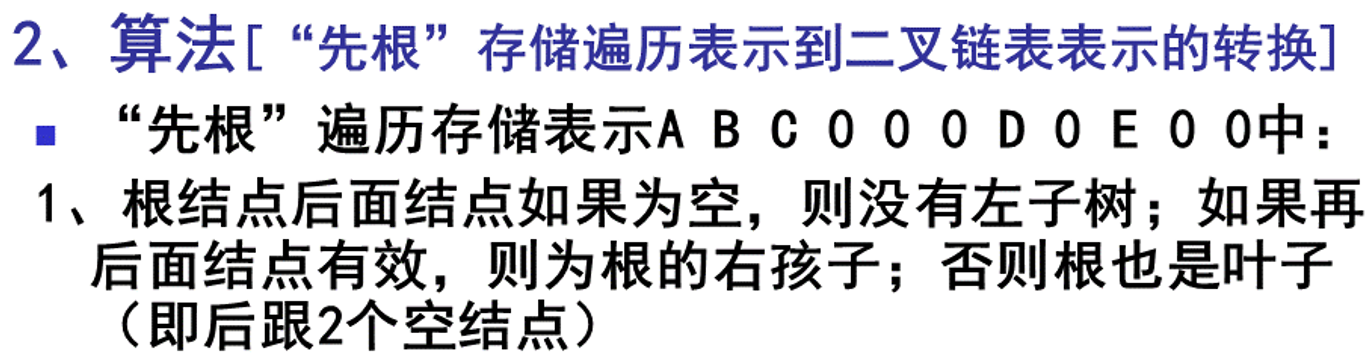 2、算法[“先根”存储遍历表示到二叉链表表示的转换]
■ “先根”遍历存储表示A B C 0 0 0 D 0 E 0 0中：
1、根结点后面结点如果为空，则没有左子树；如果再
后面结点有效，则为根的右孩子；否则根也是叶子
（即后跟2个空结点）